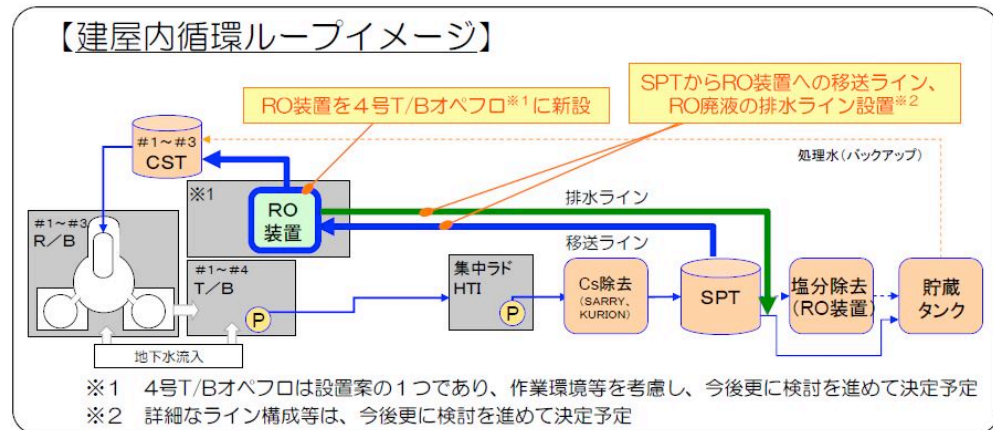 【建屋内循環ループイメージ】
RO装置を4号T/Bオペフロ※1に新設
SPTからRO装置への移送ライン、
RO廃液の排水ライン設置※2
#1~#3
CST
処理水(バックアップ)
※1
RO
装置
排水ライン
移送ライン
#1~#3
R/B
#1~#4
T/B
P
集中ラド
HTI
P
Cs除去
(SARRY、
KURION)
SPT
塩分除去
(RO装置)
貯蔵
タンク
地下水流入
※1 4号T/Bオペフロは設置案の1つであり、作業環境等を考慮し、今後更に検討を進めて決定予定
※2 詳細なライン構成等は、今後更に検討を進めて決定予定